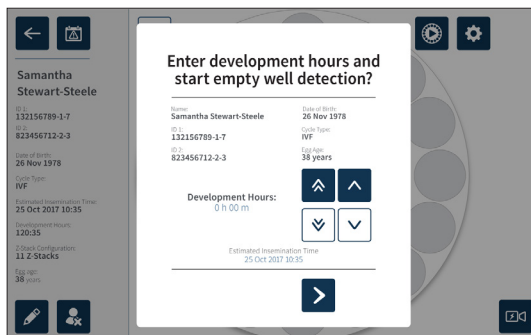 Samantha
Stewart-Steele
ID 1:
132156789-1-7
ID 2:
823456712-2-3
Date of Birth:
26 Nov 1978
Cycle Type:
IVF
Estimated Insemination Time:
25 Oct 2017 10:35
Development Hours:
120:35
Z-Stack Configuration:
11 Z-Stacks
Egg age:
38 years
Enter development hours and
start empty well detection?
Name:
Samantha Stewart-Steele
Date of Birth:
26 Nov 1978
ID 1:
132156789-1-7
Cycle Type:
IVF
ID 2:
823456712-2-3
Egg Age:
38 years
Development Hours:
0 h 00 m
Estimated Insemination Time
25 Oct 2017 10:35